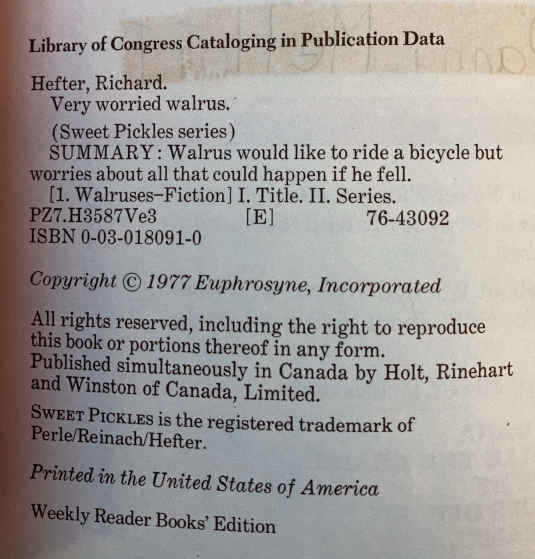 Library of Congress Cataloging in Publication Data
Hefter, Richard.
Very worried walrus.
(Sweet Pickles series)
SUMMARY: Walrus would like to ride a bicycle but
worries about all that could happen if he fell.
[1. Walruses–Fiction] I. Title. II. Series.
PZ7.H3587Ve3 [E] 76-43092
ISBN 0-03-018091-0
Copyright © 1977 Euphrosyne, Incorporated
All rights reserved, including the right to reproduce
this book or portions thereof in any form.
Published simultaneously in Canada by Holt, Rinehart
and Winston of Canada, Limited.
SWEET PICKLES is the registered trademark of
Perle/Reinach/Hefter.
Printed in the United States of America
Weekly Reader Books' Edition